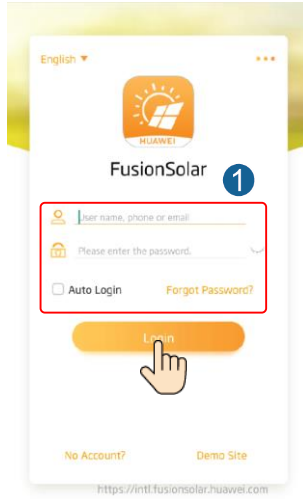 English
HUAWEI
FusionSolar
1
User name, phone or email
Please enter the password.
Auto Login Forgot Password?
Login
No Account? Demo Site
https://intl.fusionsolar.huawei.com